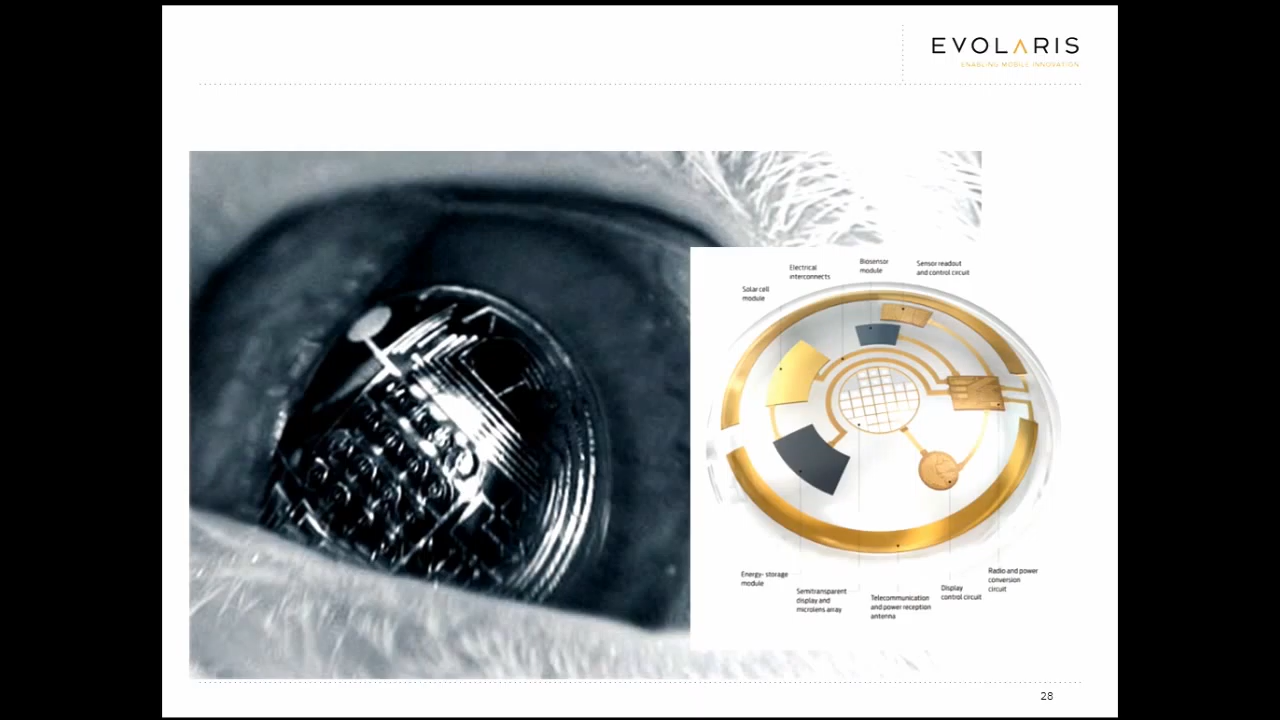 EVOLARIS
ENABLING MOBILE INNOVATION
Electrical
interconnects
Biosensor
module
Sensor readout
and control circuit
Solar cell
module
Energy- storage
module
Semitransparent
display and
microlens array
Telecommunication
and power reception
antenna
Display
control circuit
Radio and power
conversion
circuit
28